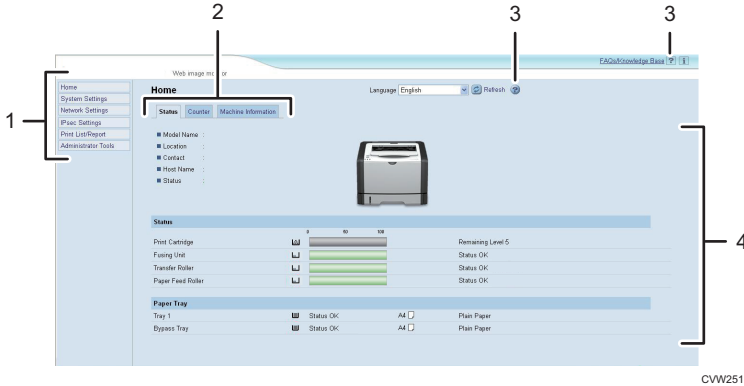 2
3
3
FAQs/Knowledge Base ? i
Web image monitor
1
Home
System Settings
Network Settings
IPsec Settings
Print List/Report
Administrator Tools
Home
Language English
Refresh ?
Status Counter Machine Information
Model Name :
Location :
Contact :
Host Name :
Status :
4
Status
0 50 100
Print Cartridge Remaining Level 5
Fusing Unit Status OK
Transfer Roller Status OK
Paper Feed Roller Status OK
Paper Tray
Tray 1 Status OK A4 Plain Paper
Bypass Tray Status OK A4 Plain Paper
CVW251